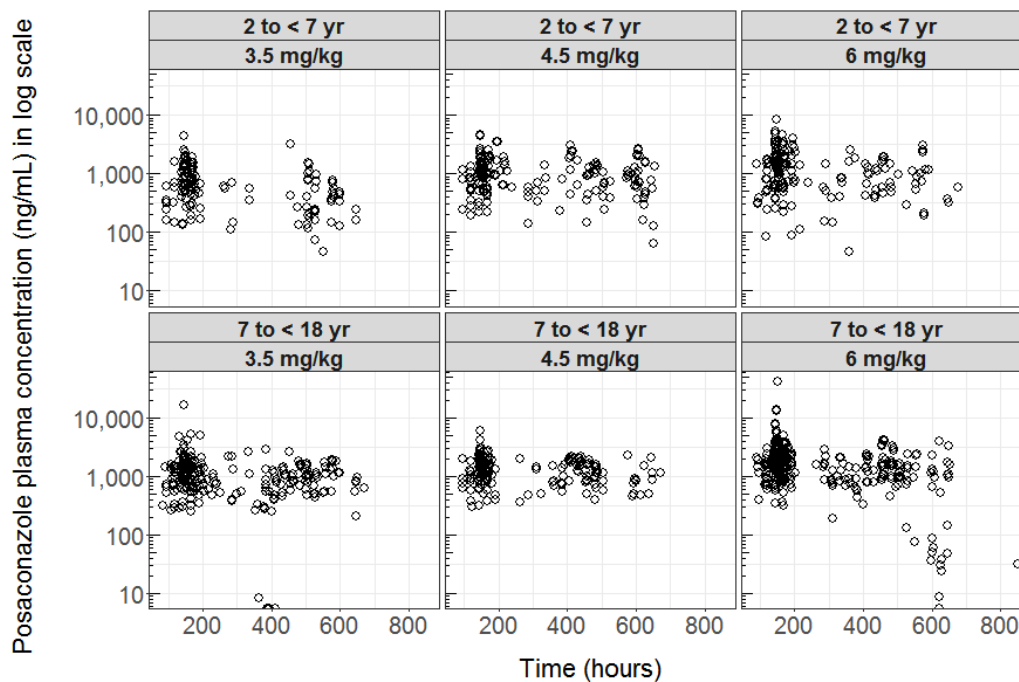 Posaconazole plasma concentration (ng/mL) in log scale
2 to < 7 yr 2 to < 7 yr 2 to < 7 yr
3.5 mg/kg 4.5 mg/kg 6 mg/kg
10,000
1,000
100
10
7 to < 18 yr 7 to < 18 yr 7 to < 18 yr
3.5 mg/kg 4.5 mg/kg 6 mg/kg
10,000
1,000
100
10
200 400 600 800 200 400 600 800 200 400 600 800
Time (hours)